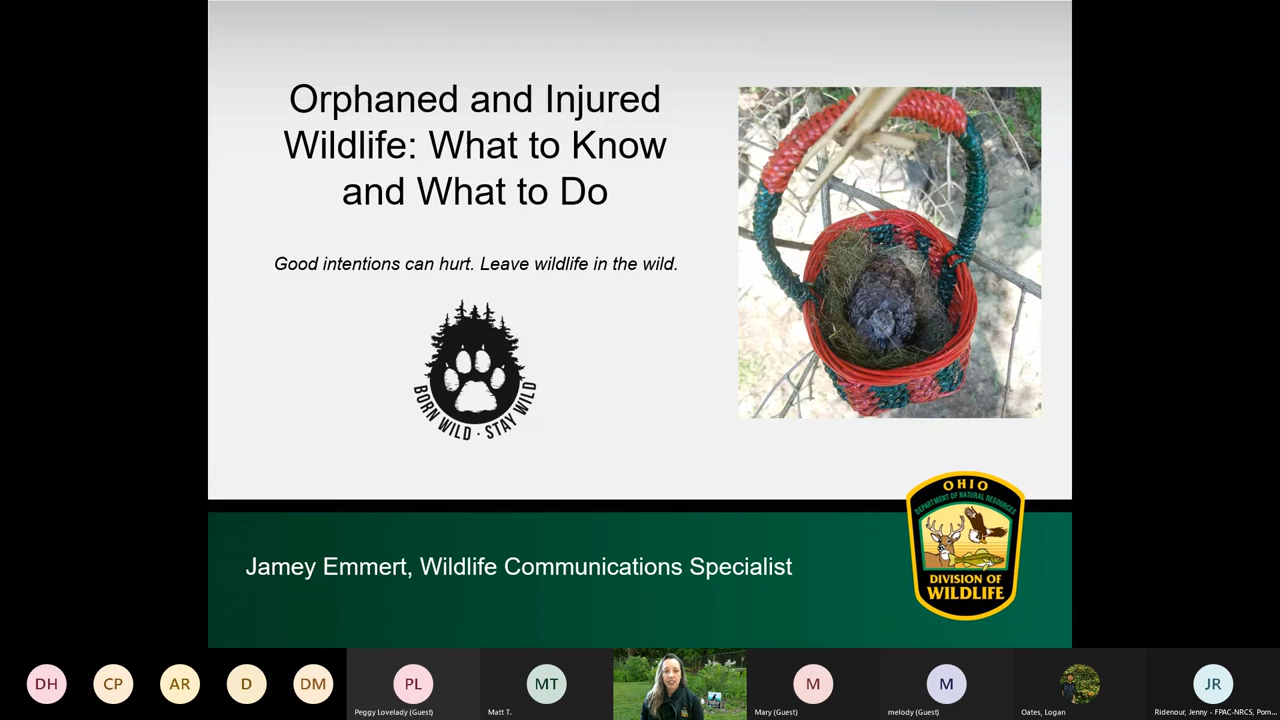 Orphaned and Injured
Wildlife: What to Know
and What to Do
Good intentions can hurt. Leave wildlife in the wild.
BORN WILD · STAY WILD
OHIO
DEPARTMENT OF NATURAL RESOURCES
DIVISION OF
WILDLIFE
Jamey Emmert, Wildlife Communications Specialist
DH
CP
AR
D
DM
PL
Peggy Lovelady (Guest)
MT
Matt T.
M
Mary (Guest)
M
melody (Guest)
Oates, Logan
JR
Ridenour, Jenny - FPAC-NRCS, Pom...